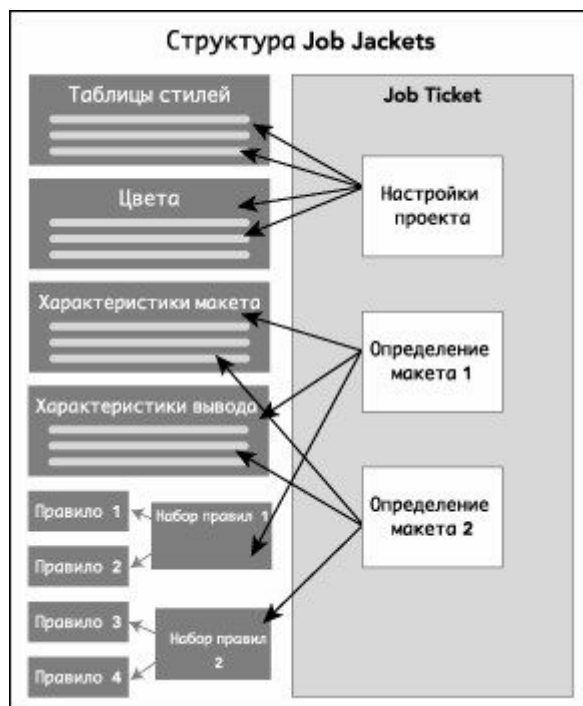 Структура Job Jackets
Таблицы стилей
Цвета
Характеристики макета
Характеристики вывода
Правило 1
Правило 2
Набор правил 1
Правило 3
Правило 4
Набор правил
2
Job Ticket
Настройки
проекта
Определение
макета 1
Определение
макета 2